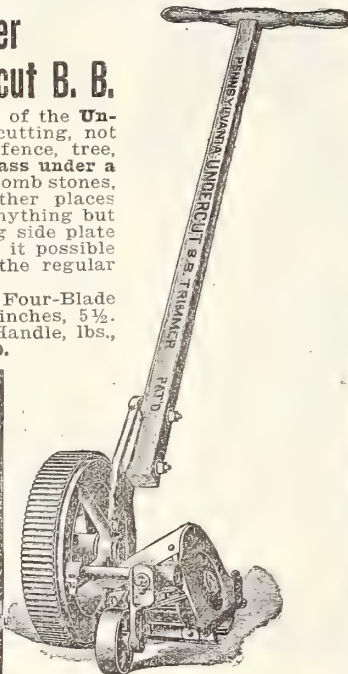 er
cut B. B.
of the Un-
cutting, not
fence, tree,
ass under a
omb stones,
ther places
nything but
g side plate
it possible
the regular
Four-Blade
inches, 5½.
Handle, lbs.,
PENNSYLVANIA UNDERCUT B.B. TRIMMER PAT'D.